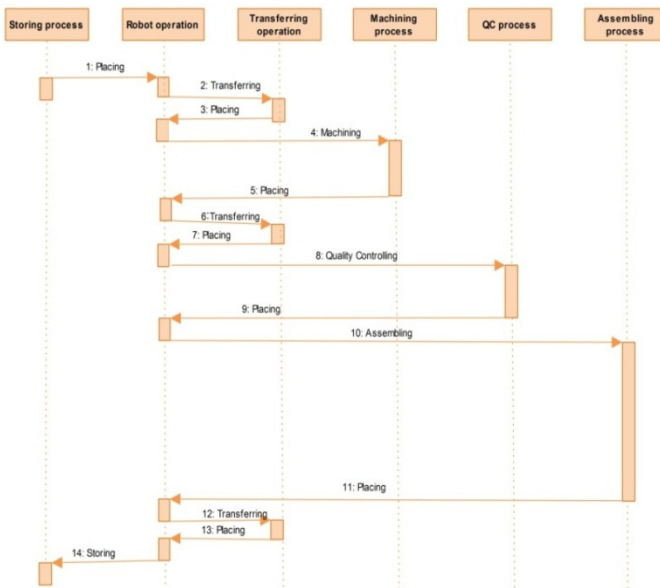 Storing process
Robot operation
Transferring
operation
Machining
process
QC process
Assembling
process
1: Placing
2: Transferring
3: Placing
4: Machining
5: Placing
6:Transferring
7: Placing
8: Quality Controlling
9: Placing
10: Assembling
11: Placing
12: Transferring
13: Placing
14: Storing